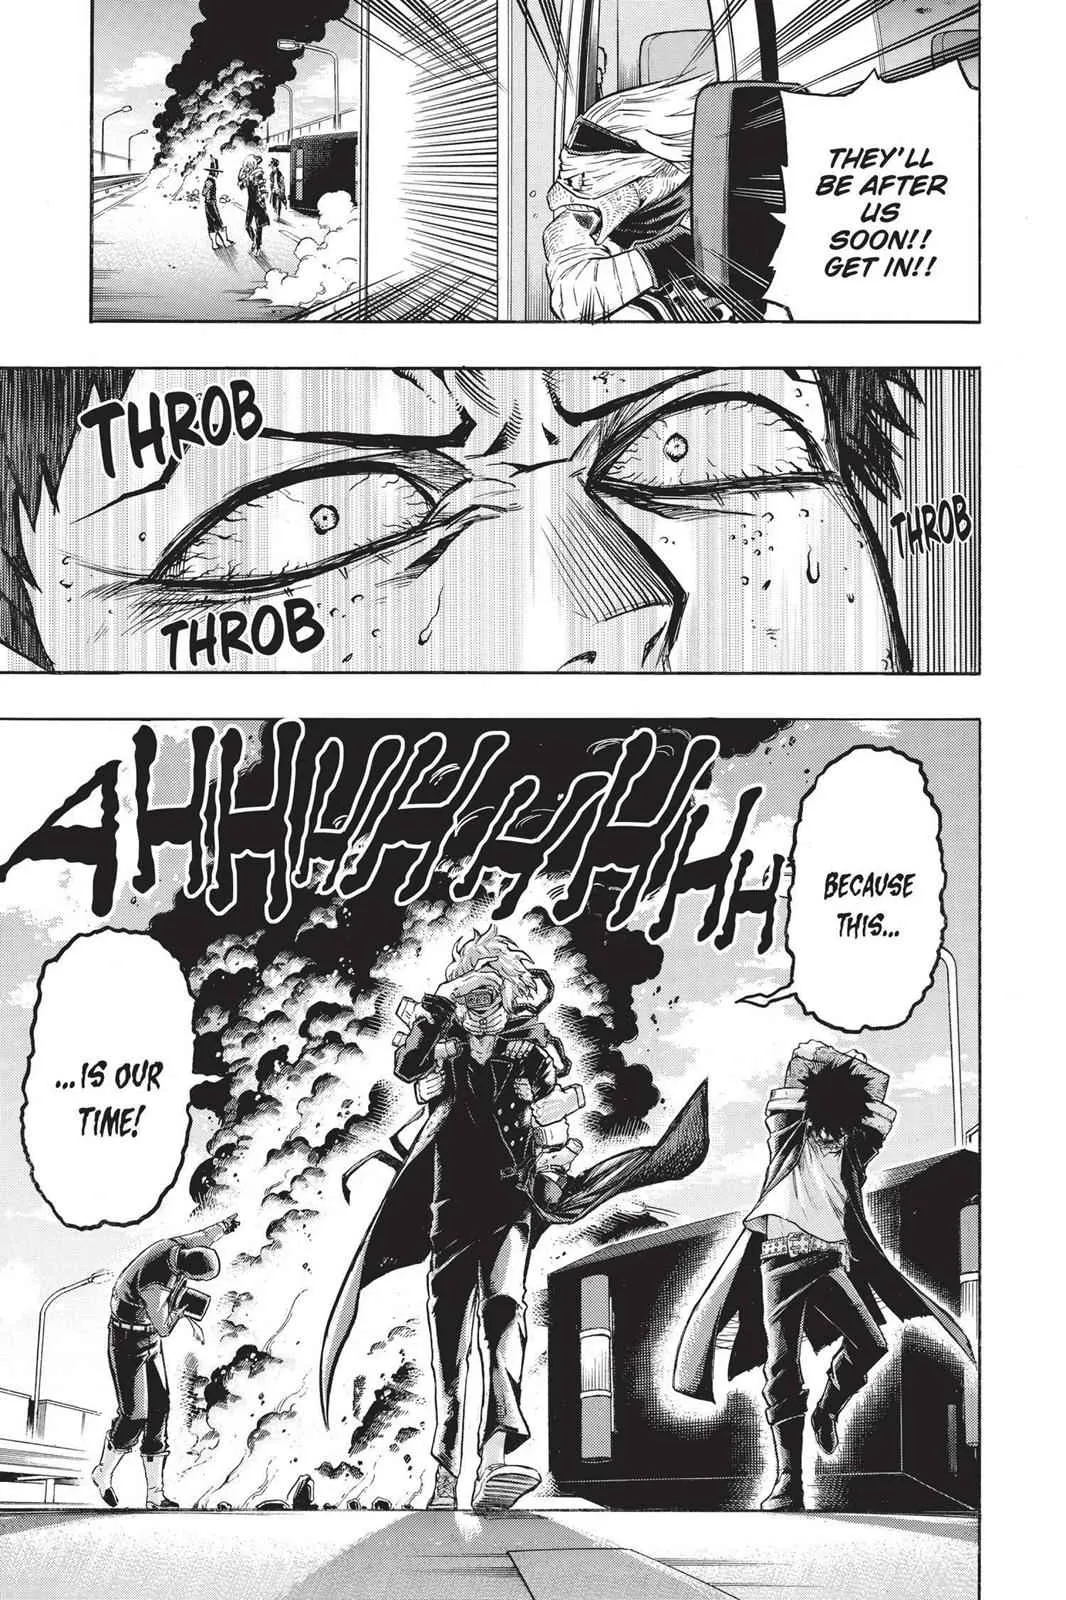 THEY'LL
BE AFTER
US
SOON!!
GET IN!!
THROB
THROB
THROB
AHHHHHHHHHH
BECAUSE
THIS...
...IS OUR
TIME!